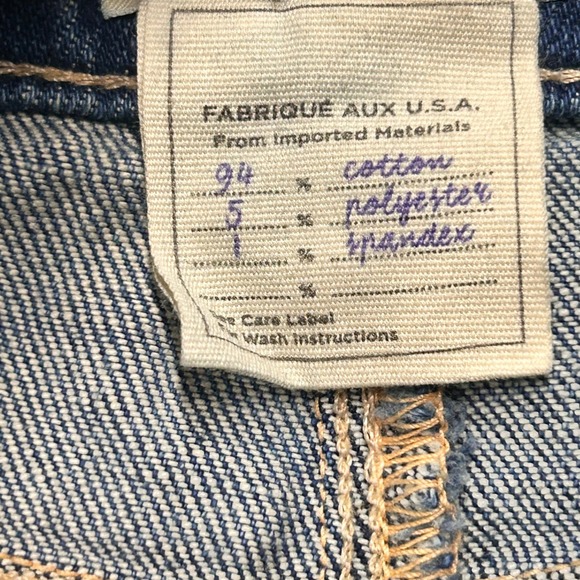 FABRIQUÉ AUX U.S.A.
From Imported Materials
94 % cotton
5 % polyester
1 % spandex
%
Care Label
Wash Instructions